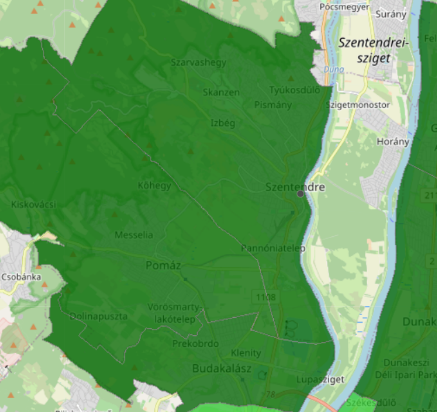 Pócsmegyer
Surány
Szentendrei-
sziget
Duna
Szarvashegy
Skanzen
Tyúkosdűlő
Pismány
Szigetmonostor
Izbég
Horány
Kőhegy
Szentendre
Kiskovácsi
Messelia
Pannóniatelep
Csobánka
Pomáz
1108
Dolinapuszta
Vörösmarty-
lakótelep
Prekobrdo
Klenity
Budakalász
Lupasziget
Dunakeszi
Déli Ipari Park
Székesdűlő